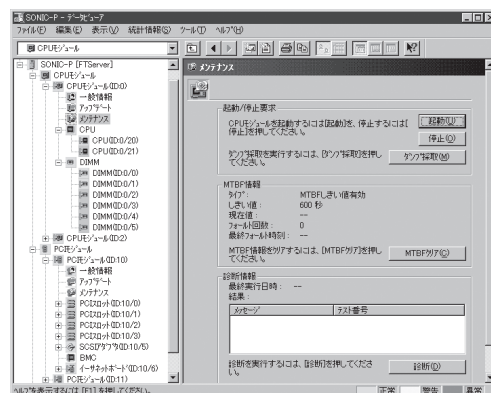 SONIC-P - ﾃﾞｰﾀﾋﾞｭｰｱ
ファイル(F) 編集(E) 表示(V) 統計情報(S) ツール(T) ヘルプ(H)
CPUモジュール
SONIC-P [FTServer]
CPUモジュール
CPUモジュール(ID:0)
一般情報
アップデート
メンテナンス
CPU
CPU(ID:0/20)
CPU(ID:0/21)
DIMM
DIMM(ID:0/0)
DIMM(ID:0/1)
DIMM(ID:0/2)
DIMM(ID:0/3)
DIMM(ID:0/4)
DIMM(ID:0/5)
CPUモジュール(ID:2)
PCIモジュール
PCIモジュール(ID:10)
一般情報
アップデート
メンテナンス
PCIスロット(ID:10/0)
PCIスロット(ID:10/1)
PCIスロット(ID:10/2)
PCIスロット(ID:10/3)
SCSIアダプタ(ID:10/5)
BMC
イーサネットボード(ID:10/6)
PCIモジュール(ID:11)
メンテナンス
起動/停止要求
CPUモジュールを起動するには[起動]を、停止するには[
停止]を押してください。
起動(U)
停止(O)
ダンプ採取を実行するには、[ダンプ採取]を押し
てください。
ダンプ採取(M)
MTBF情報
タイプ: MTBFしきい値有効
しきい値: 600 秒
現在値: --
フォールト回数: 0
最終フォールト時刻: --
MTBF情報をクリアするには、[MTBFクリア]を押し
てください。
MTBFクリア(C)
診断情報
最終実行日時: --
結果:
メッセージ テスト番号
診断を実行するには、[診断]を押してくださ
い。
診断(D)
ヘルプを表示するには [F1] を押してください。
正常 警告 異常